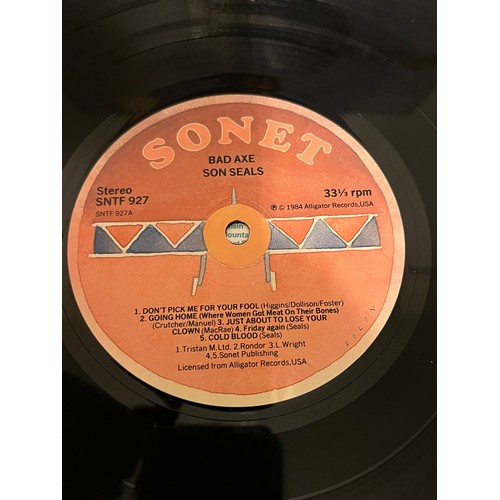 SONET
BAD AXE
SON SEALS
Stereo
SNTF 927
SNTF 927A
33⅓ rpm
℗ © 1984 Alligator Records, USA
1. DON'T PICK ME FOR YOUR FOOL (Higgins/Dollison/Foster)
2. GOING HOME (Where Women Got Meat On Their Bones)
(Crutcher/Manuel) 3. JUST ABOUT TO LOSE YOUR
CLOWN (MacRae) 4. Friday again (Seals)
5. COLD BLOOD (Seals)
1.Tristan M.Ltd. 2.Rondor 3.L.Wright
4,5.Sonet Publishing
Licensed from Alligator Records,USA